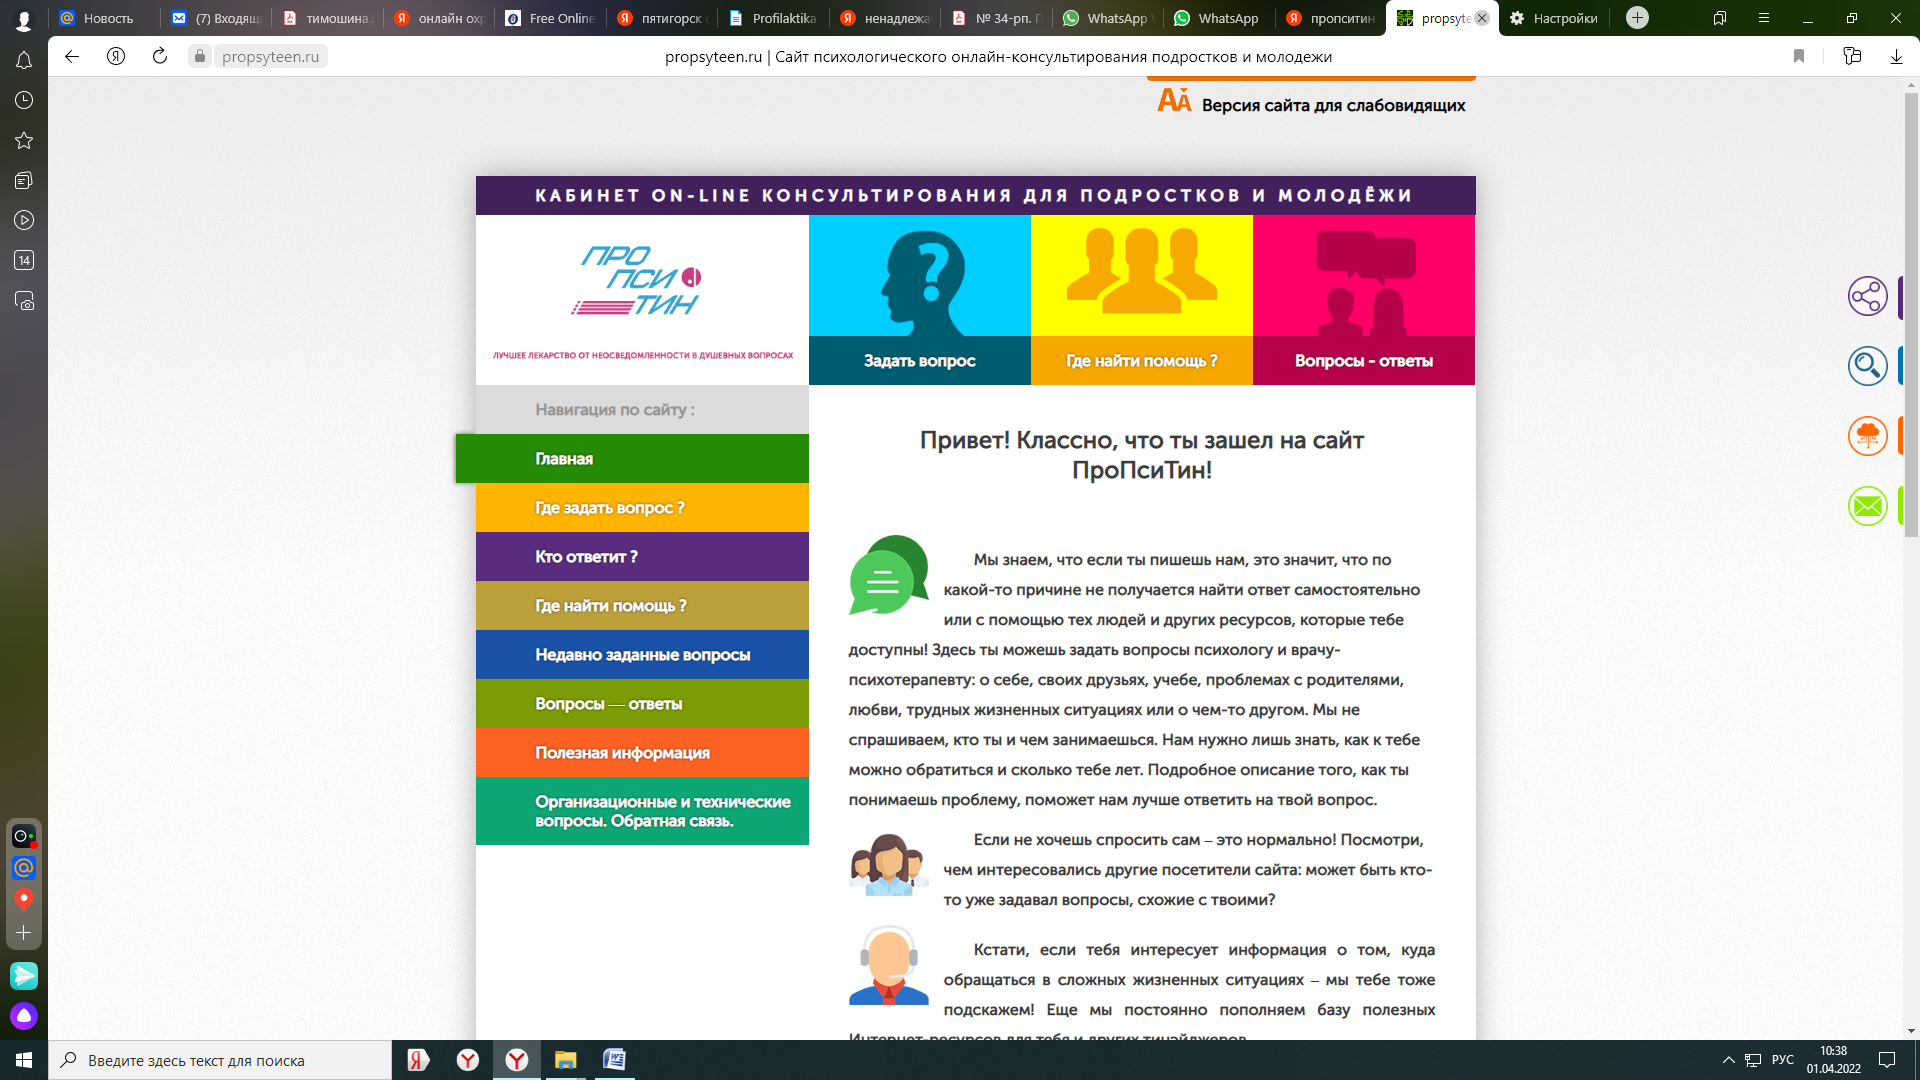 Новость
(7) Входящи
тимошина.
онлайн охр
Free Online
пятигорск с
Profilaktika
ненадлежа
№ 34-рп. П
WhatsApp
WhatsApp
пропситин
propsyte
Настройки
propsyteen.ru
propsyteen.ru | Сайт психологического онлайн-консультирования подростков и молодежи
Версия сайта для слабовидящих
КАБИНЕТ ON-LINE КОНСУЛЬТИРОВАНИЯ ДЛЯ ПОДРОСТКОВ И МОЛОДЁЖИ
ПРО
ПСИ
ТИН
ЛУЧШЕЕ ЛЕКАРСТВО ОТ НЕОСВЕДОМЛЕННОСТИ В ДУШЕВНЫХ ВОПРОСАХ
Задать вопрос
Где найти помощь ?
Вопросы - ответы
Навигация по сайту :
Главная
Где задать вопрос ?
Кто ответит ?
Где найти помощь ?
Недавно заданные вопросы
Вопросы — ответы
Полезная информация
Организационные и технические
вопросы. Обратная связь.
Привет! Классно, что ты зашел на сайт
ПроПсиТин!
Мы знаем, что если ты пишешь нам, это значит, что по
какой-то причине не получается найти ответ самостоятельно
или с помощью тех людей и других ресурсов, которые тебе
доступны! Здесь ты можешь задать вопросы психологу и врачу-
психотерапевту: о себе, своих друзьях, учебе, проблемах с родителями,
любви, трудных жизненных ситуациях или о чем-то другом. Мы не
спрашиваем, кто ты и чем занимаешься. Нам нужно лишь знать, как к тебе
можно обратиться и сколько тебе лет. Подробное описание того, как ты
понимаешь проблему, поможет нам лучше ответить на твой вопрос.
Если не хочешь спросить сам – это нормально! Посмотри,
чем интересовались другие посетители сайта: может быть кто-
то уже задавал вопросы, схожие с твоими?
Кстати, если тебя интересует информация о том, куда
обращаться в сложных жизненных ситуациях – мы тебе тоже
подскажем! Еще мы постоянно пополняем базу полезных
Интернет-ресурсов для тебя и других тинэйджеров
14
Введите здесь текст для поиска
РУС
10:38
01.04.2022